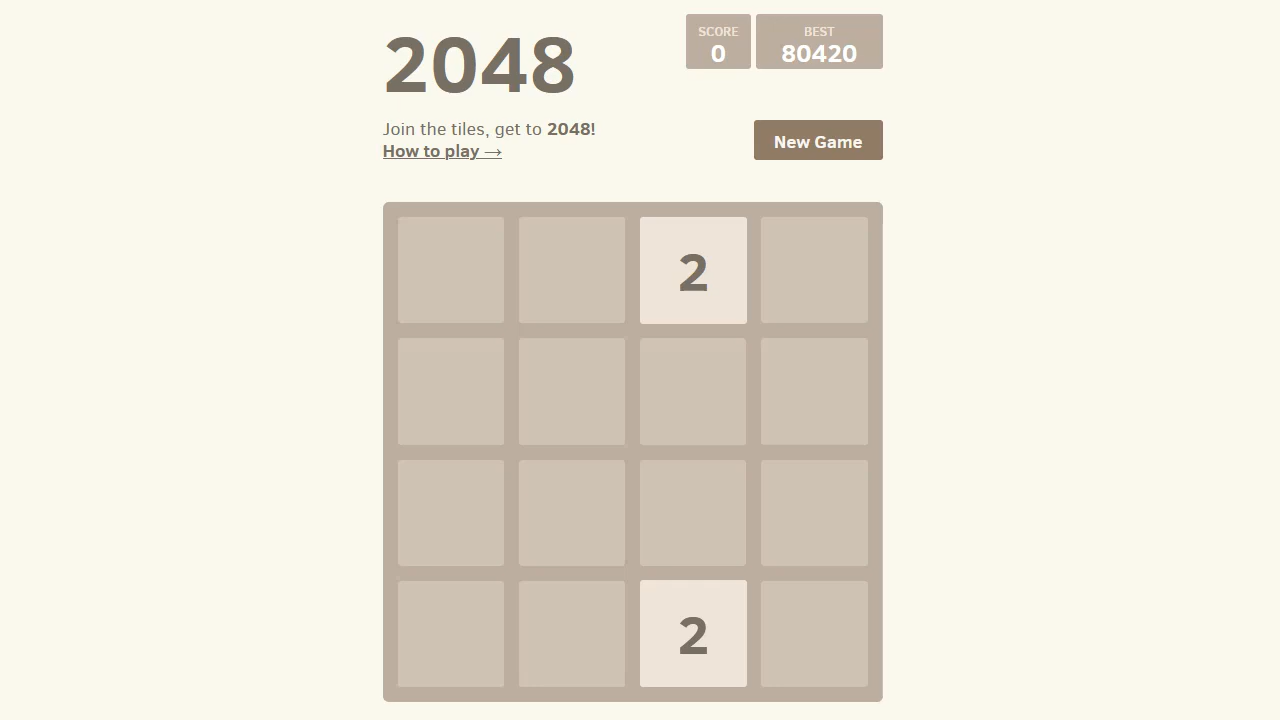 2048
SCORE
0
BEST
80420
Join the tiles, get to 2048!
How to play →
New Game
2
2